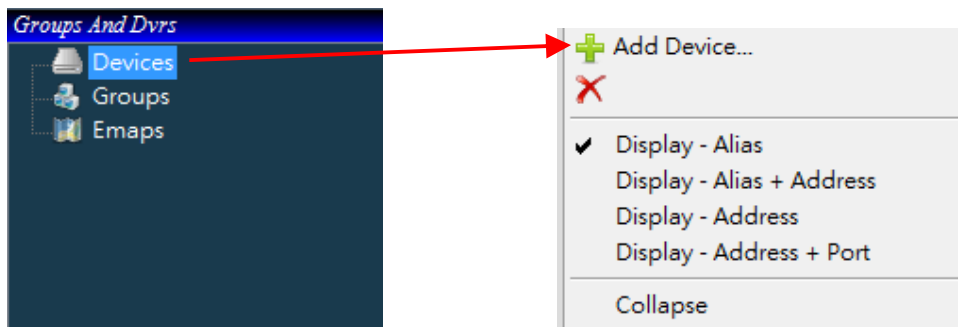 Groups And Dvrs
Devices
Groups
Emaps
Add Device...
Display - Alias
Display - Alias + Address
Display - Address
Display - Address + Port
Collapse